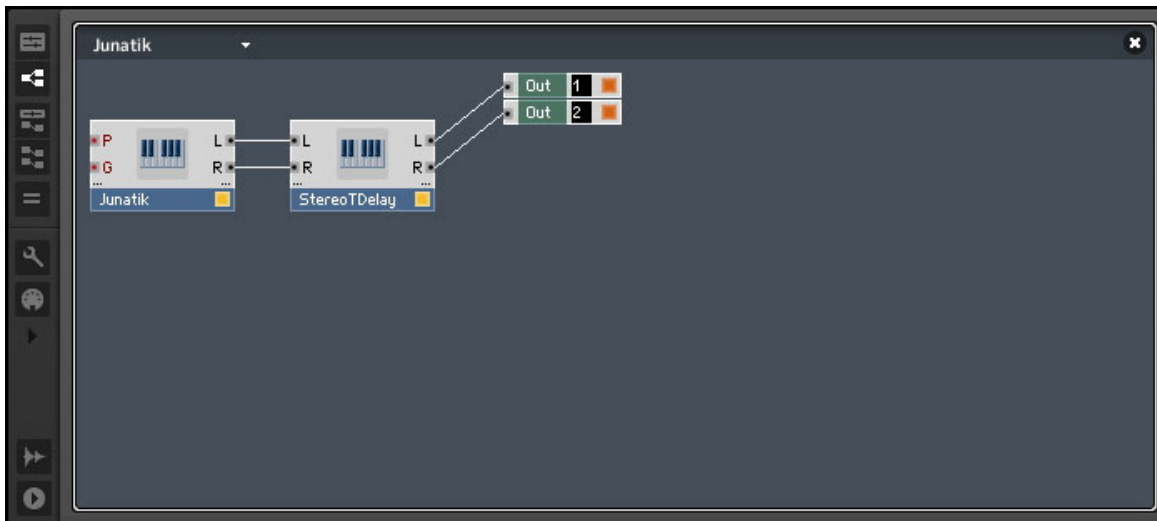 Junatik
Out 1
Out 2
P L
G R
...
...
Junatik
L L
R R
...
...
StereoTDelay